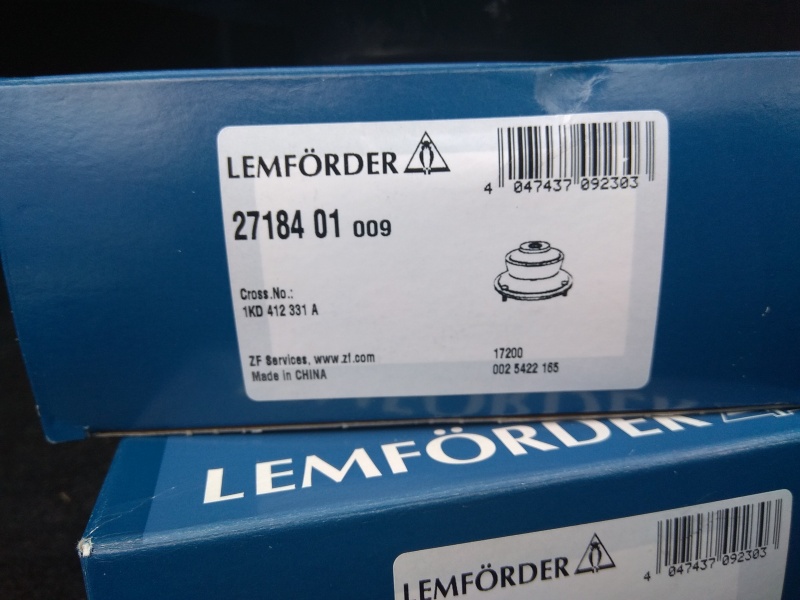 LEMFÖRDER
4 047437 092303
27184 01 009
Cross.No.:
1KD 412 331 A
ZF Services, www.zf.com
Made in CHINA
17200
002 5422 165
LEMFÖRDER
LEMFÖRDER
4 047437 092303